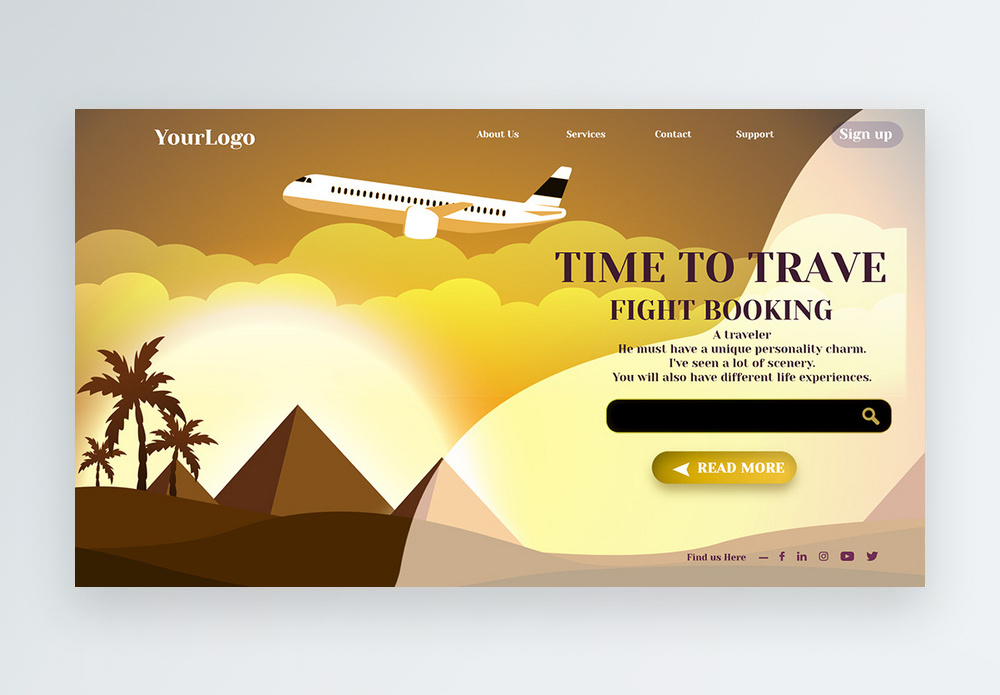 YourLogo
About Us
Services
Contact
Support
Sign up
TIME TO TRAVE
FIGHT BOOKING
A traveler
He must have a unique personality charm.
I've seen a lot of scenery.
You will also have different life experiences.
READ MORE
Find us Here